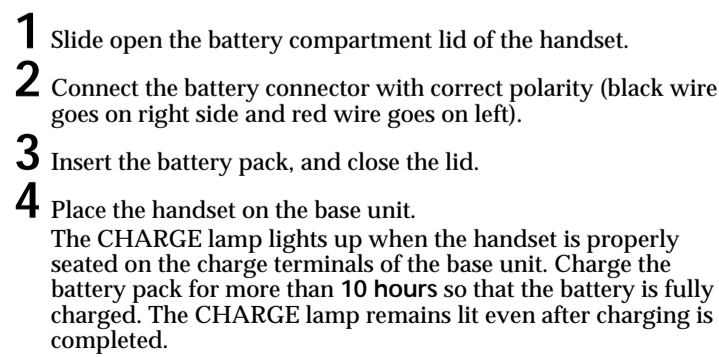 1 Slide open the battery compartment lid of the handset.
2 Connect the battery connector with correct polarity (black wire
goes on right side and red wire goes on left).
3 Insert the battery pack, and close the lid.
4 Place the handset on the base unit.
The CHARGE lamp lights up when the handset is properly
seated on the charge terminals of the base unit. Charge the
battery pack for more than 10 hours so that the battery is fully
charged. The CHARGE lamp remains lit even after charging is
completed.